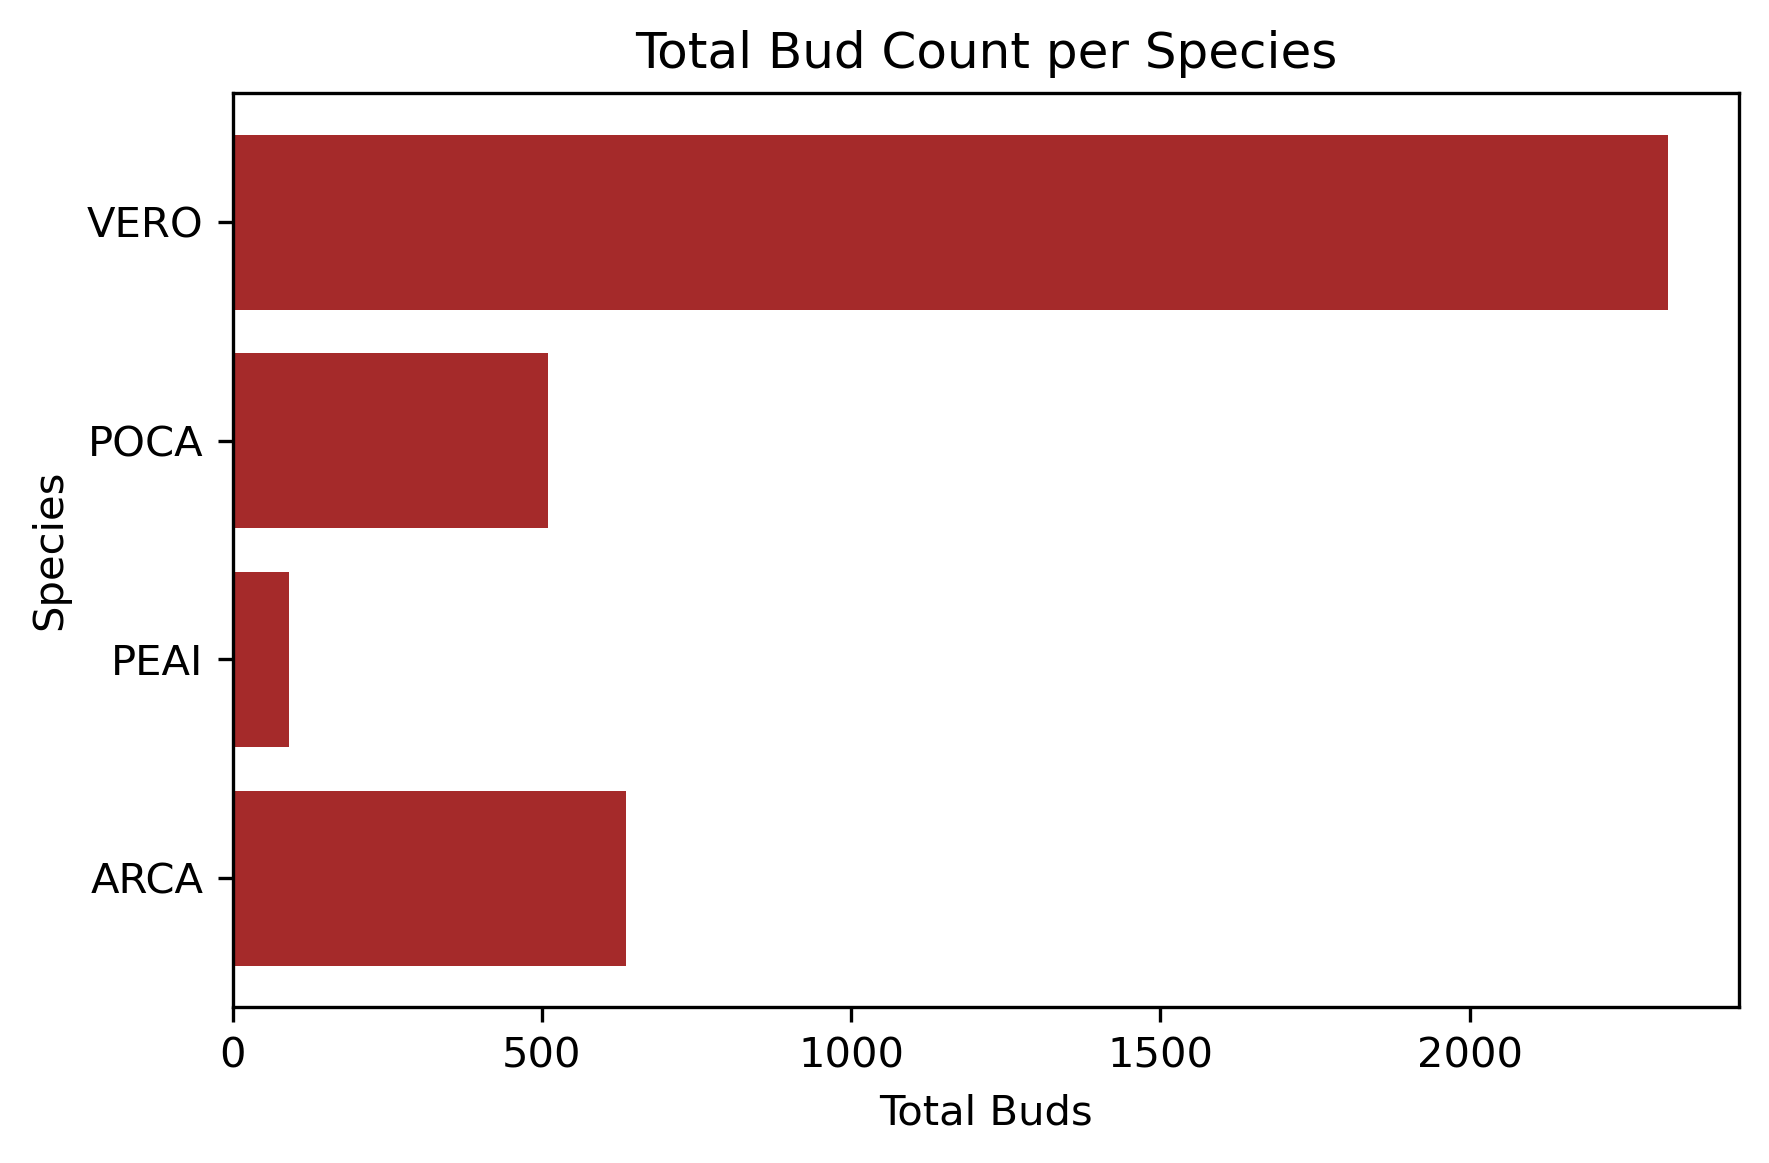 Total Bud Count per Species
VERO
POCA
PEAI
ARCA
Species
0 500 1000 1500 2000
Total Buds